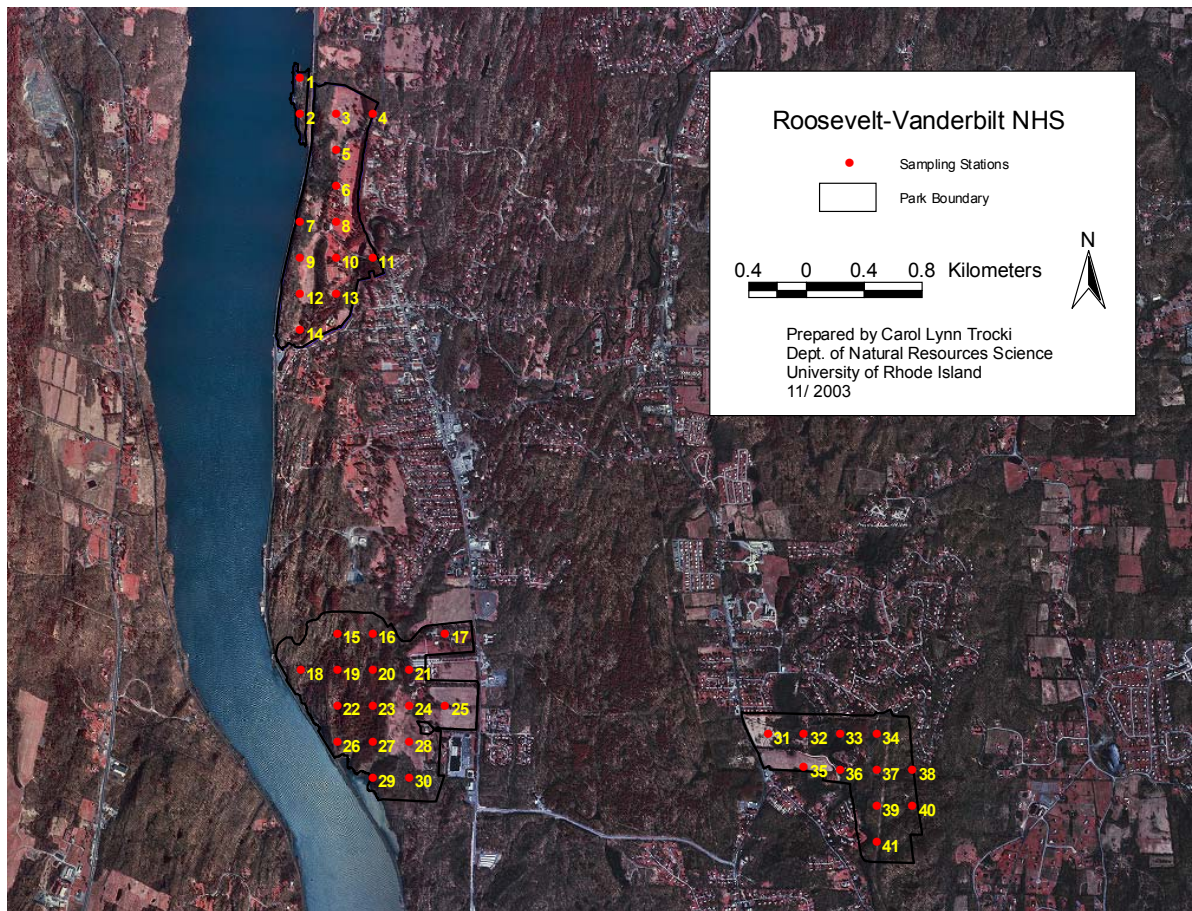 1
2 3 4
5
6
7 8
9 10 11
12 13
14
Roosevelt-Vanderbilt NHS
Sampling Stations
Park Boundary
N
0.4 0 0.4 0.8 Kilometers
Prepared by Carol Lynn Trocki
Dept. of Natural Resources Science
University of Rhode Island
11/ 2003
15 16 17
18 19 20 21
22 23 24 25
26 27 28
29 30
31 32 33 34
35 36 37 38
39 40
41